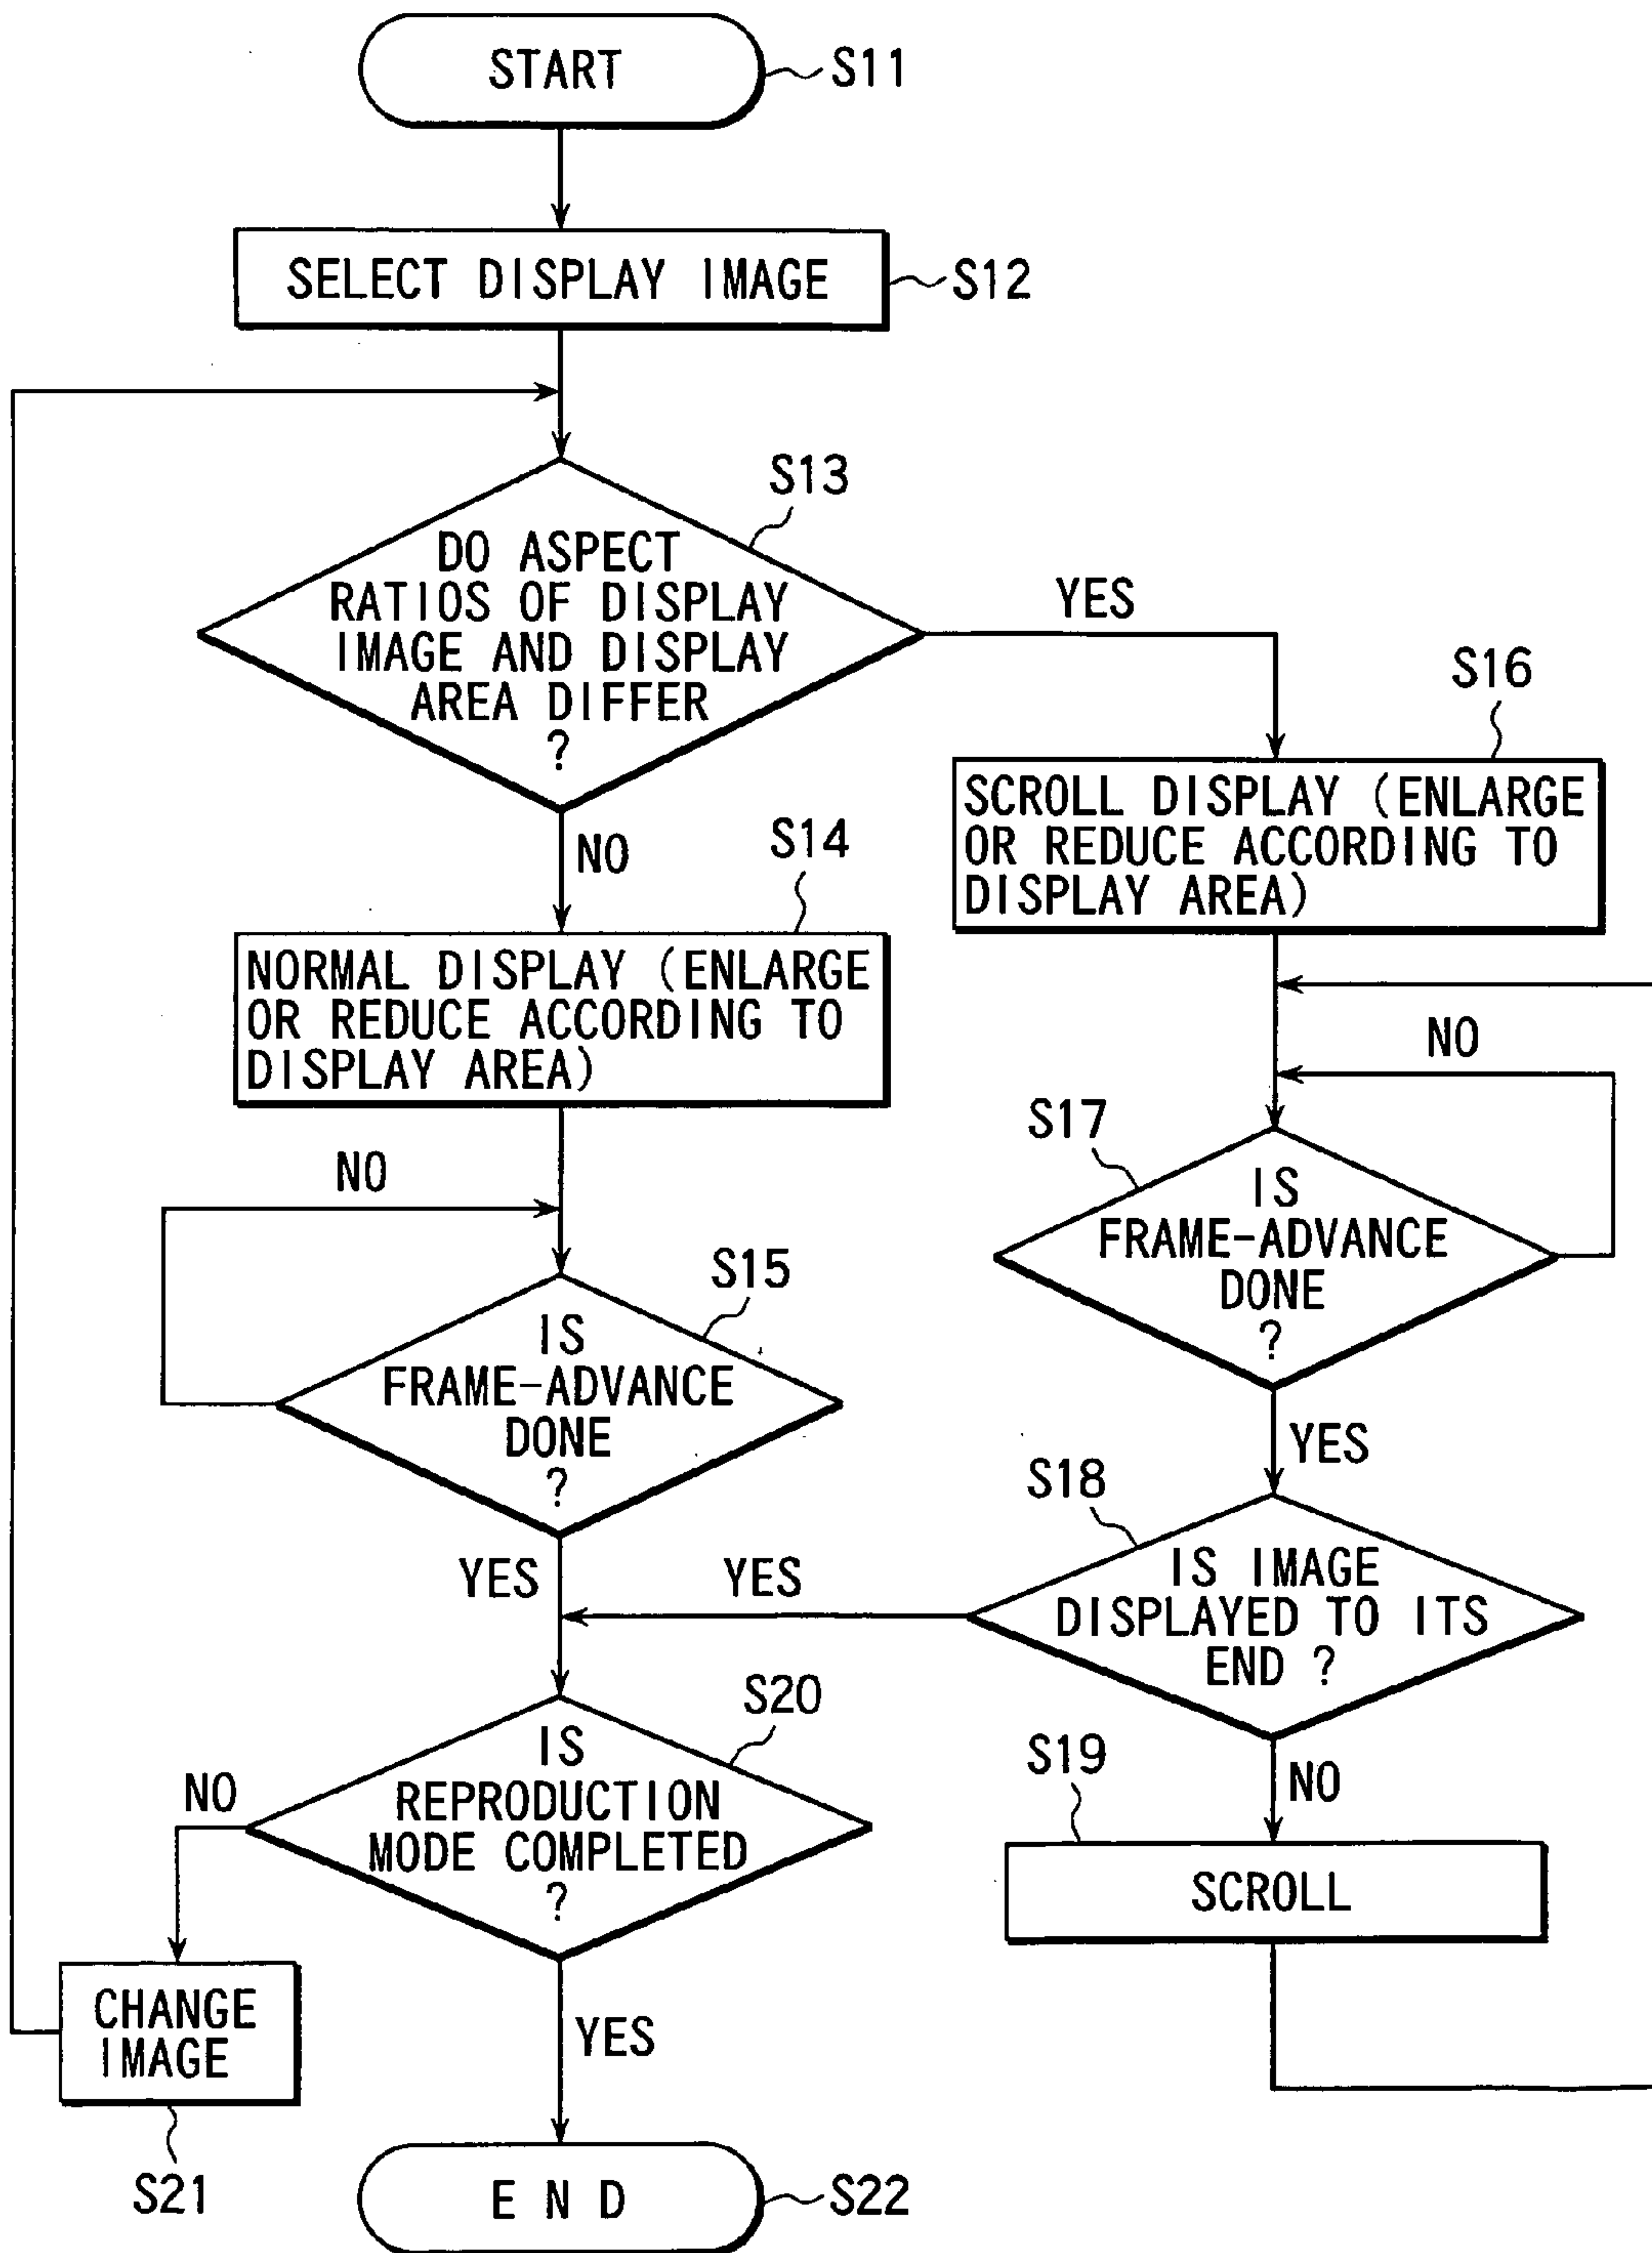 START
S11
SELECT DISPLAY IMAGE
S12
S13
DO ASPECT
RATIOS OF DISPLAY
IMAGE AND DISPLAY
AREA DIFFER
?
YES
NO
S16
SCROLL DISPLAY (ENLARGE
OR REDUCE ACCORDING TO
DISPLAY AREA)
S14
NORMAL DISPLAY (ENLARGE
OR REDUCE ACCORDING TO
DISPLAY AREA)
NO
S17
IS
FRAME-ADVANCE
DONE
?
NO
S15
IS
FRAME-ADVANCE
DONE
?
YES
YES
S18
IS IMAGE
DISPLAYED TO ITS
END ?
YES
NO
S20
IS
REPRODUCTION
MODE COMPLETED
?
NO
S19
SCROLL
CHANGE
IMAGE
S21
YES
END
S22